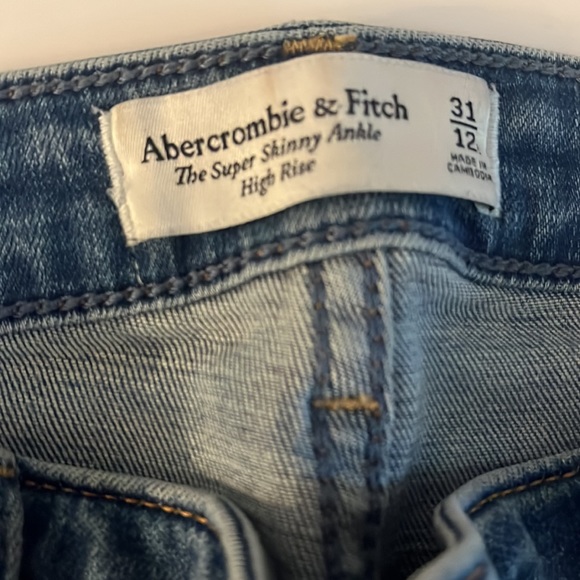 Abercrombie & Fitch
The Super Skinny Ankle
High Rise
31
12
MADE IN
CAMBODIA